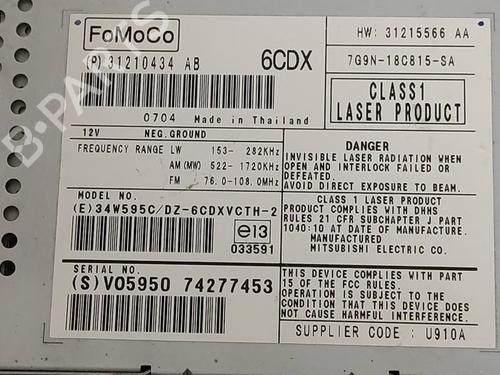 FoMoCo
(P)31210434 AB
6CDX
0704 Made in Thailand
12V NEG.GROUND
FREQUENCY RANGE LW 153- 282KHz
AM(MW) 522-1720KHz
FM 76.0-108.0MHz
MODEL NO.
(E)34W595C/DZ-6CDXVCTH-2
e13
033591
SERIAL NO.
(S)V05950 74277453
HW: 31215566 AA
7G9N-18C815-SA
CLASS1
LASER PRODUCT
DANGER
INVISIBLE LASER RADIATION WHEN
OPEN AND INTERLOCK FAILED OR
DEFEATED.
AVOID DIRECT EXPOSURE TO BEAM.
CLASS 1 LASER PRODUCT
PRODUCT COMPLIES WITH DHHS
RULES 21 CFR SUBCHAPTER J PART
1040:10 AT DATE OF MANUFACTURE.
MANUFACTURED
MITSUBISHI ELECTRIC CO.
THIS DEVICE COMPLIES WITH PART
15 OF THE FCC RULES.
OPERATION IS SUBJECT TO THE
CONDITION THAT THIS DEVICE DOES
NOT CAUSE HARMFUL INTERFERENCE.
SUPPLIER CODE : U910A